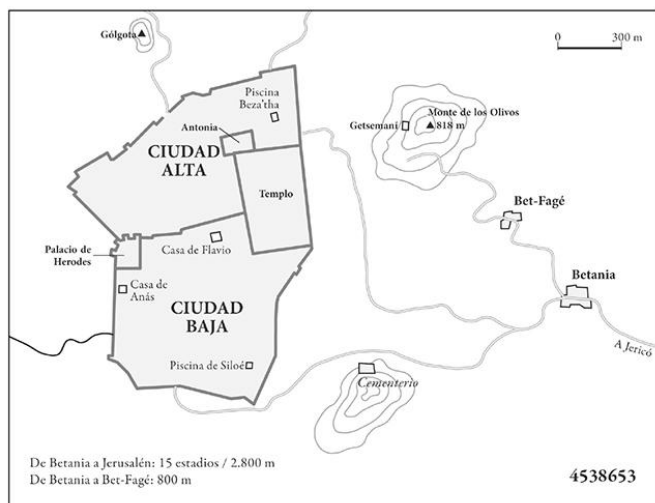 Gólgota
0 300 m
Piscina
Beza'tha
Monte de los Olivos
Getsemaní
818 m
Antonia
CIUDAD
ALTA
Templo
Bet-Fagé
Palacio de
Herodes
Casa de Flavio
Betania
Casa de
Anás
CIUDAD
BAJA
A Jericó
Piscina de Siloé
Cementerio
De Betania a Jerusalén: 15 estadios / 2.800 m
De Betania a Bet-Fagé: 800 m
4538653